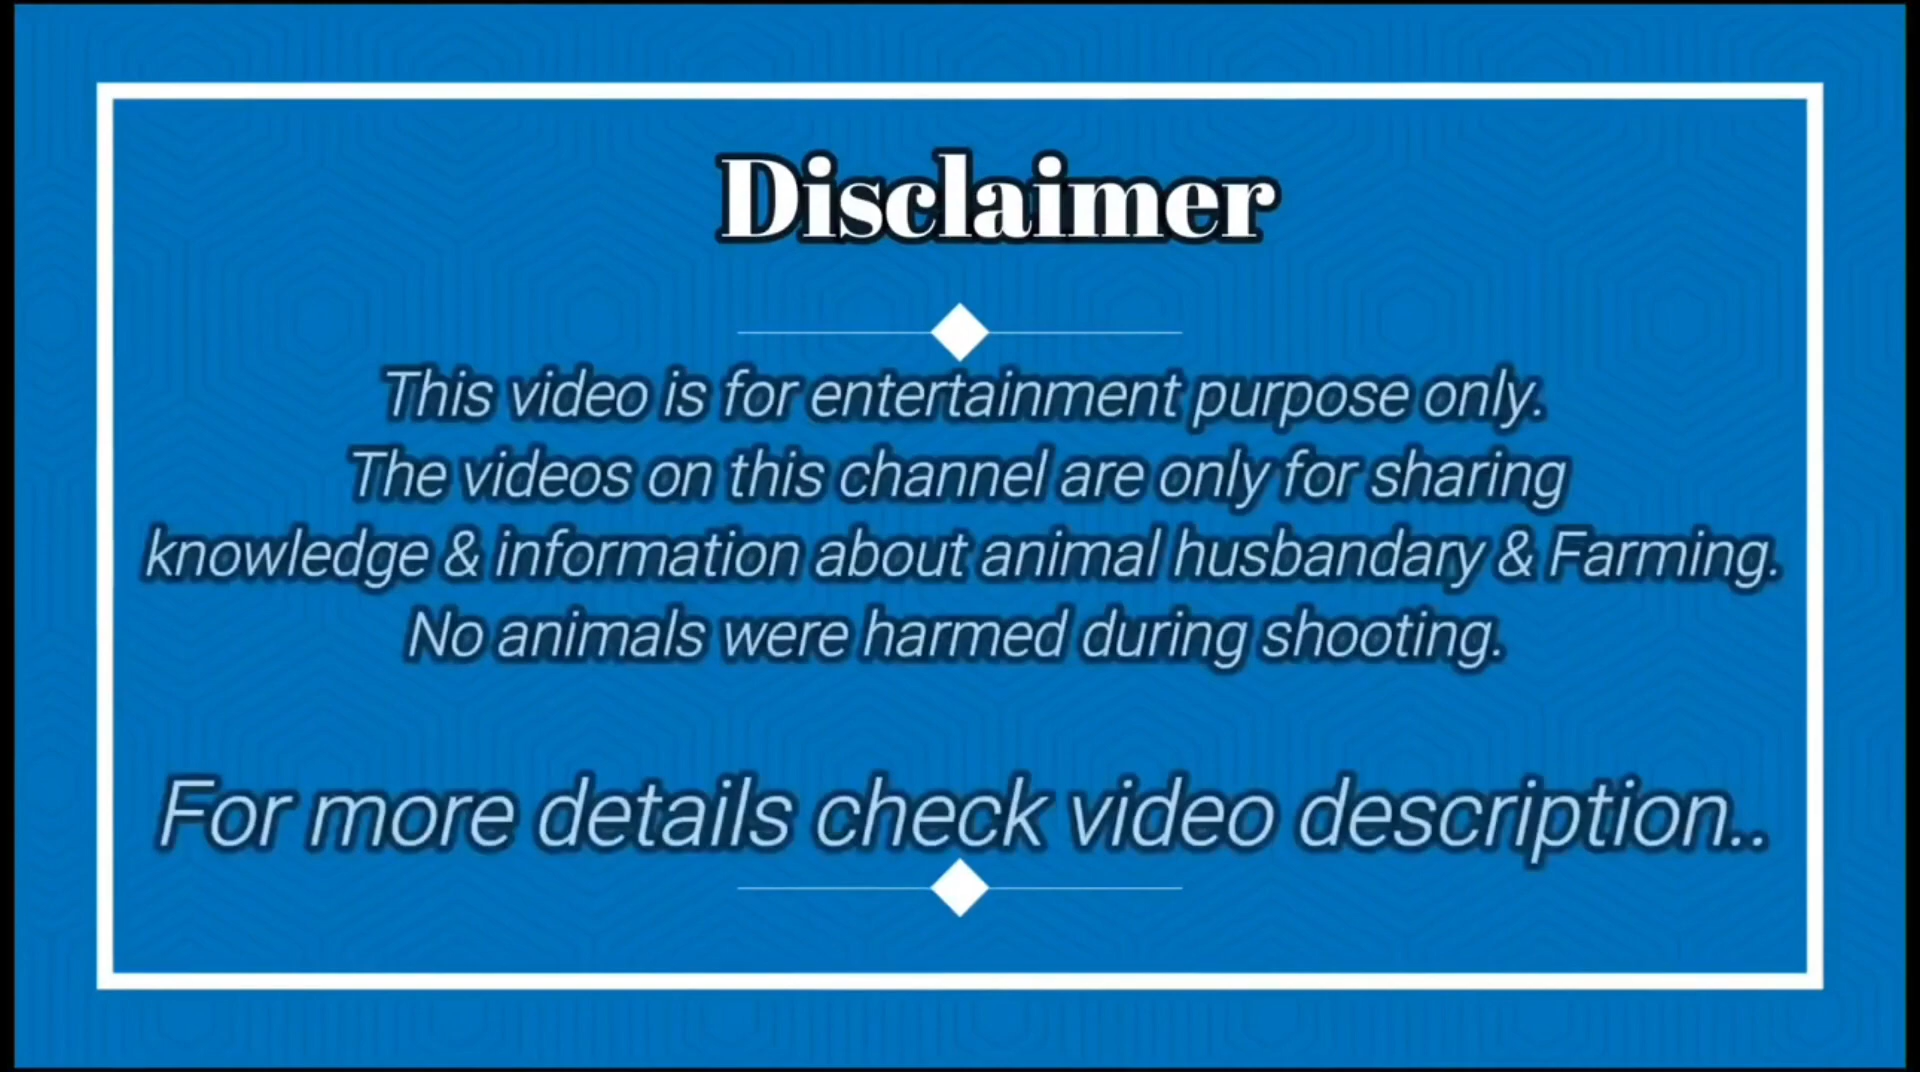 Disclaimer
This video is for entertainment purpose only.
The videos on this channel are only for sharing
knowledge & information about animal husbandary & Farming.
No animals were harmed during shooting.
For more details check video description..